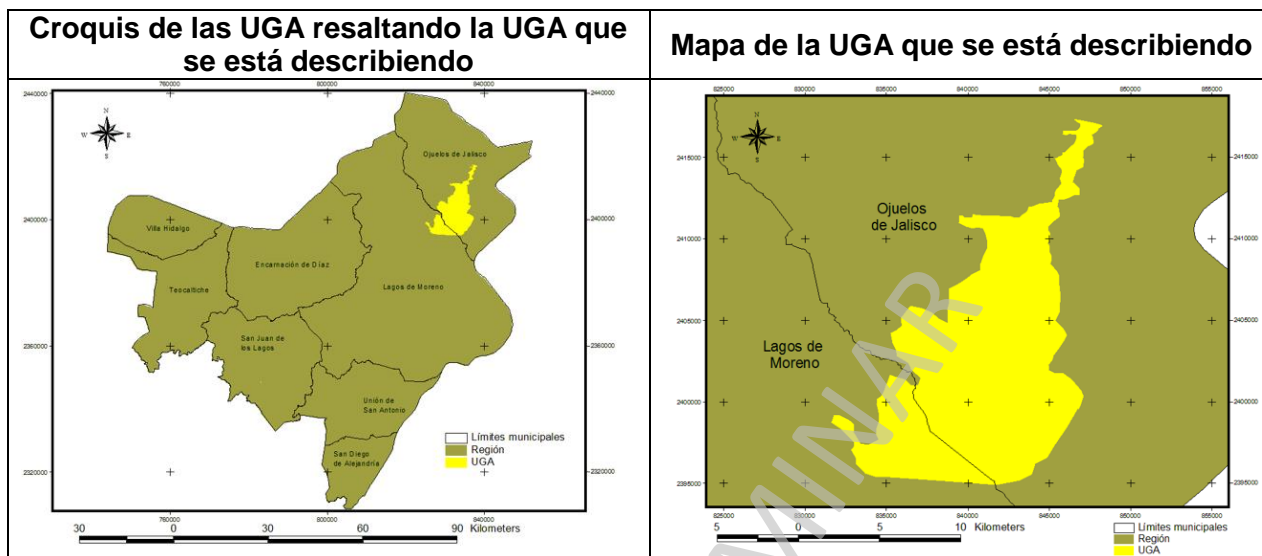 Croquis de las UGA resaltando la UGA que
se está describiendo
Mapa de la UGA que se está describiendo
760000
800000
840000
2440000
2440000
N
W
E
S
Ojuelos de Jalisco
2400000
2400000
Villa Hidalgo
Encarnación de Díaz
Teocaltiche
Lagos de Moreno
San Juan de
los Lagos
2360000
2360000
Unión de
San Antonio
San Diego
de Alejandría
Límites municipales
Región
UGA
2320000
2320000
760000
800000
840000
30 0 30 60 90 Kilometers
825000
830000
835000
840000
845000
850000
855000
N
W
E
S
2415000
2415000
Ojuelos
de Jalisco
2410000
2410000
2405000
2405000
Lagos de
Moreno
2400000
2400000
2395000
2395000
MINAR
825000
830000
835000
840000
845000
850000
855000
5 0 5 10 Kilometers
Límites municipales
Región
UGA